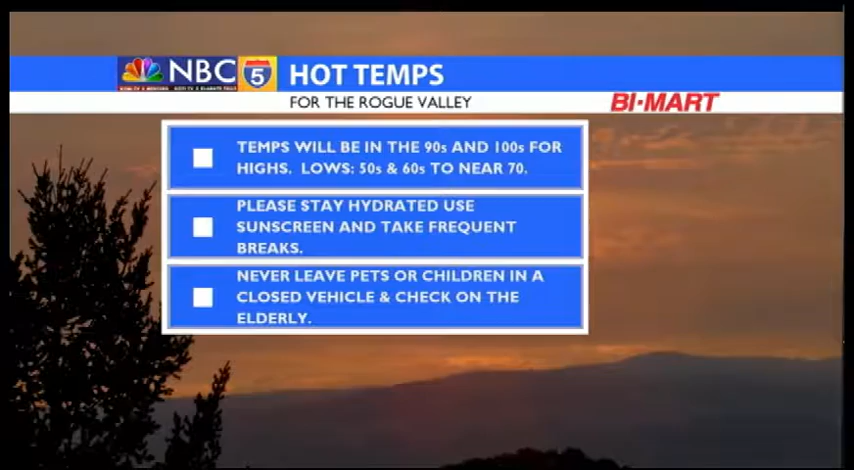 NBC 5
HOT TEMPS
FOR THE ROGUE VALLEY
BI-MART
TEMPS WILL BE IN THE 90s AND 100s FOR
HIGHS. LOWS: 50s & 60s TO NEAR 70.
PLEASE STAY HYDRATED USE
SUNSCREEN AND TAKE FREQUENT
BREAKS.
NEVER LEAVE PETS OR CHILDREN IN A
CLOSED VEHICLE & CHECK ON THE
ELDERLY.